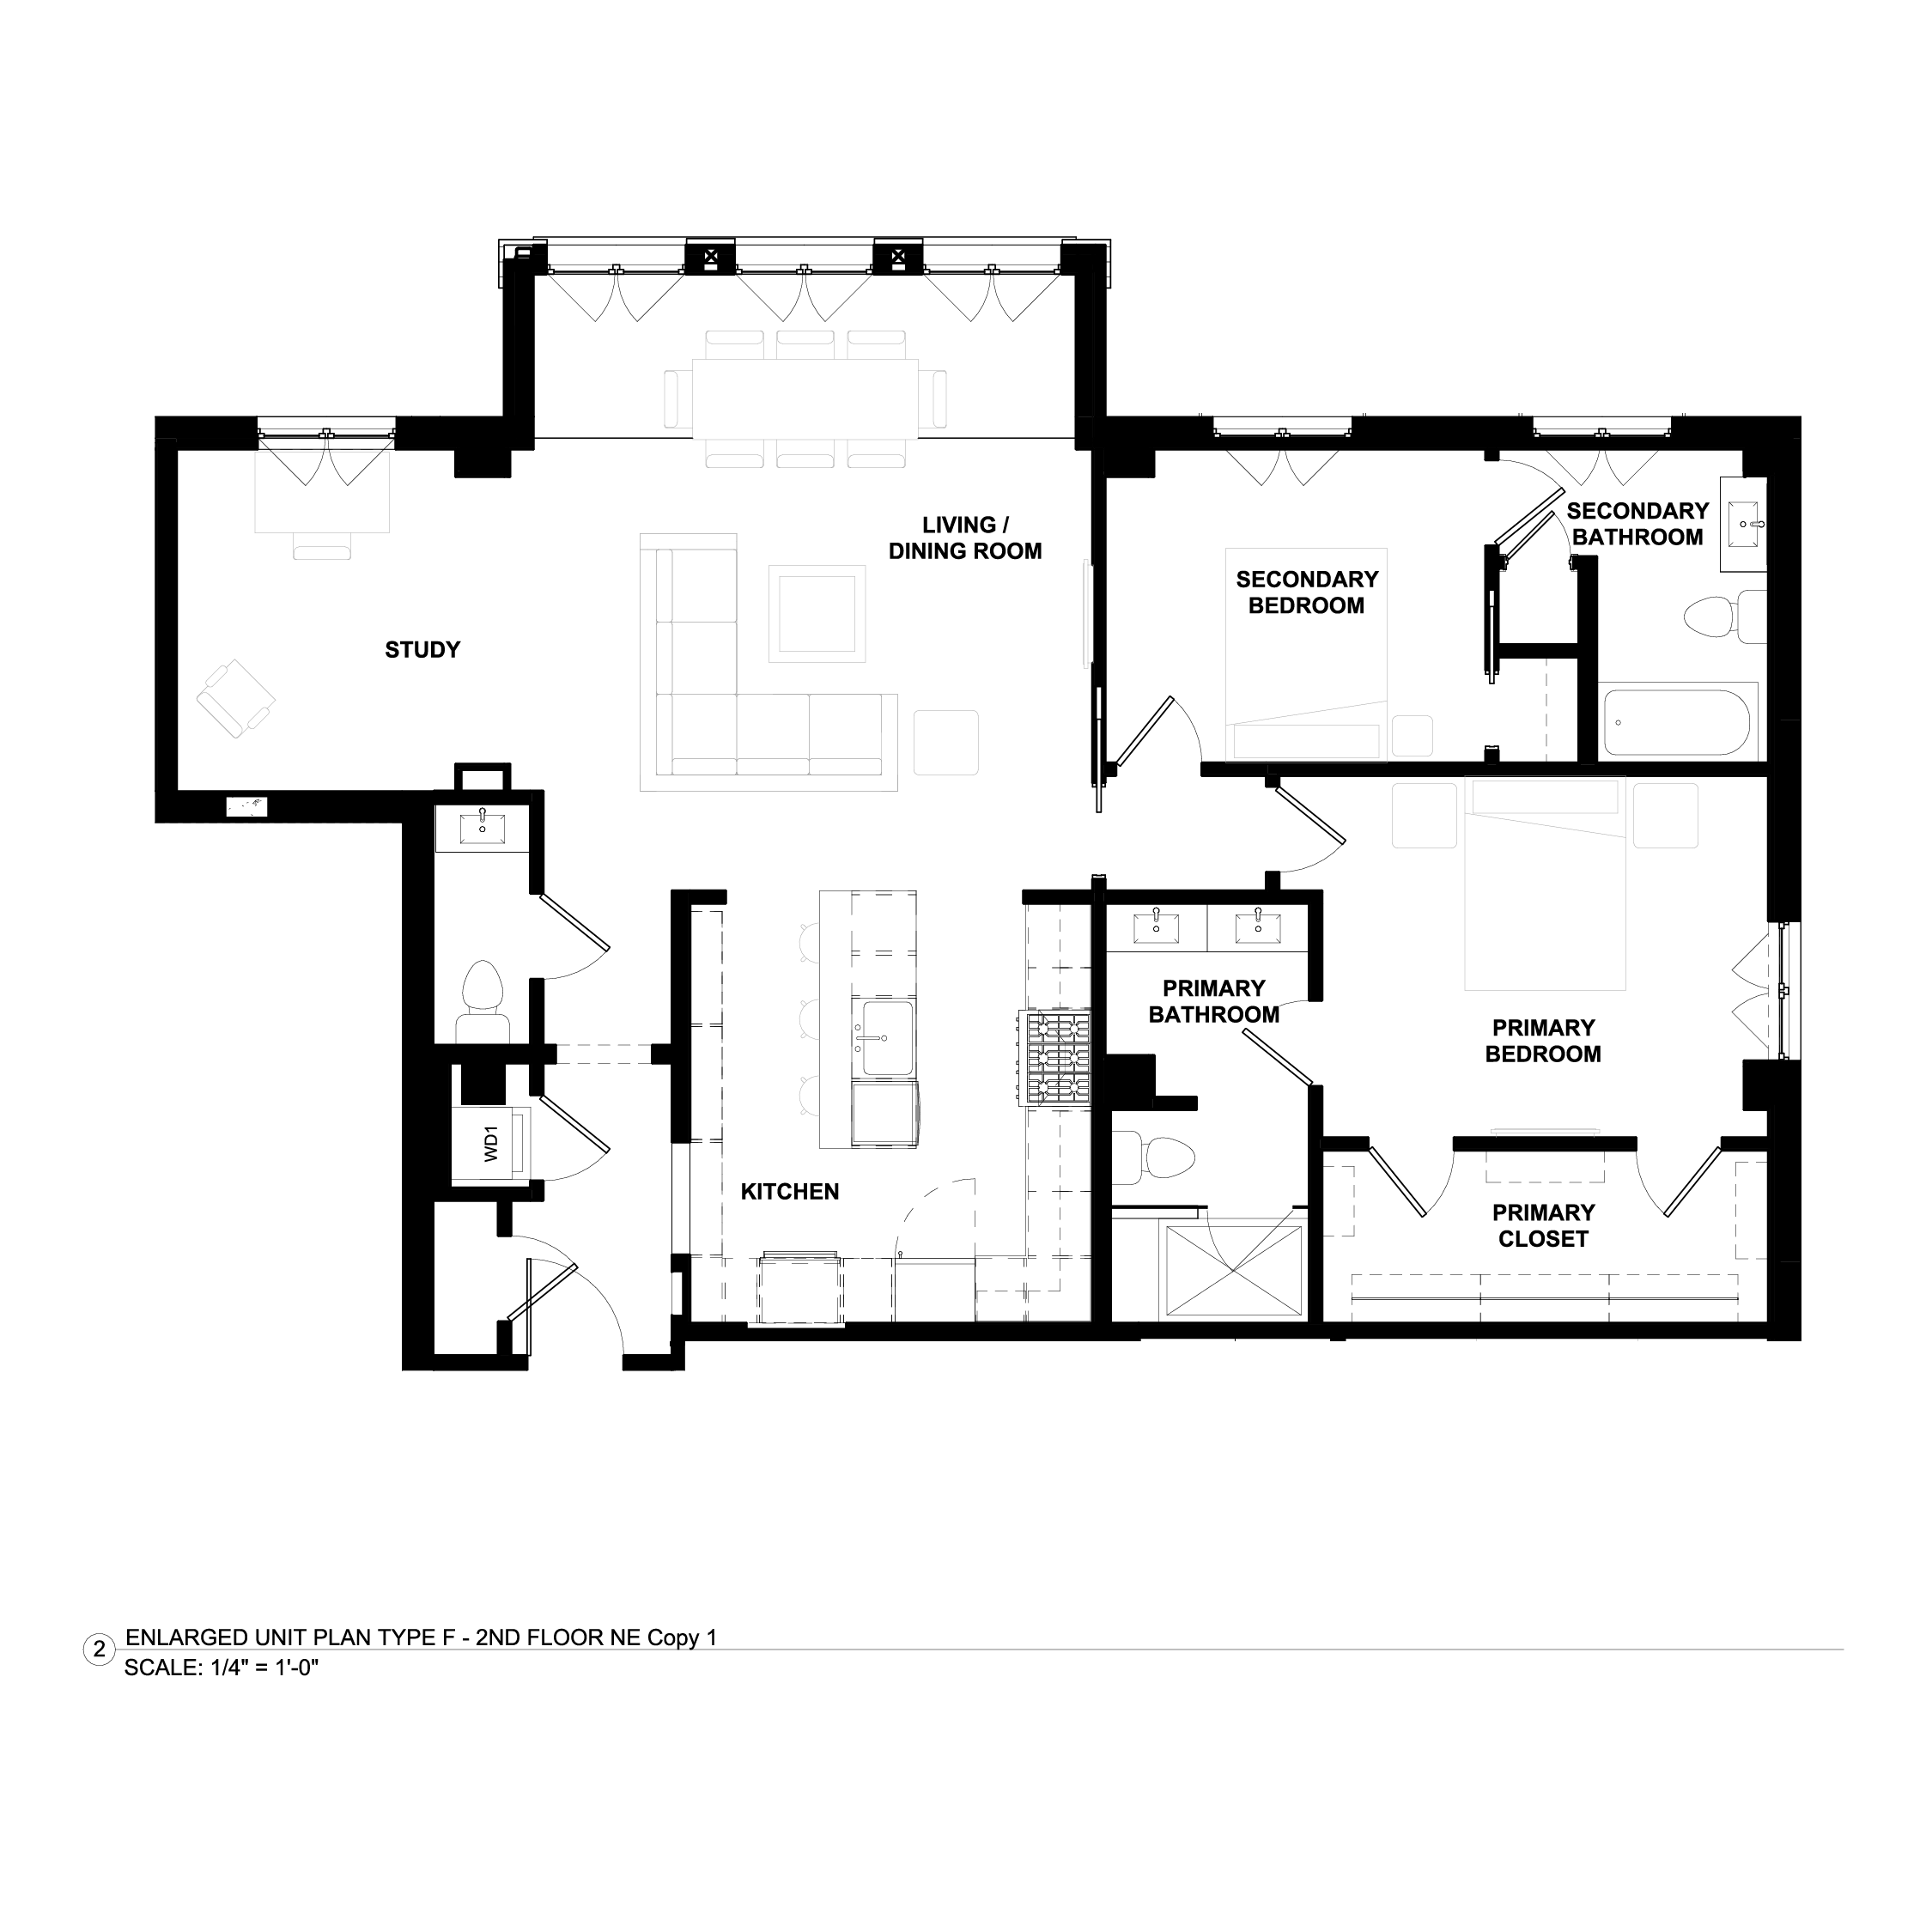 LIVING /
DINING ROOM
SECONDARY
BATHROOM
SECONDARY
BEDROOM
STUDY
PRIMARY
BATHROOM
PRIMARY
BEDROOM
WD1
KITCHEN
PRIMARY
CLOSET
2
ENLARGED UNIT PLAN TYPE F - 2ND FLOOR NE Copy 1
SCALE: 1/4" = 1'-0"